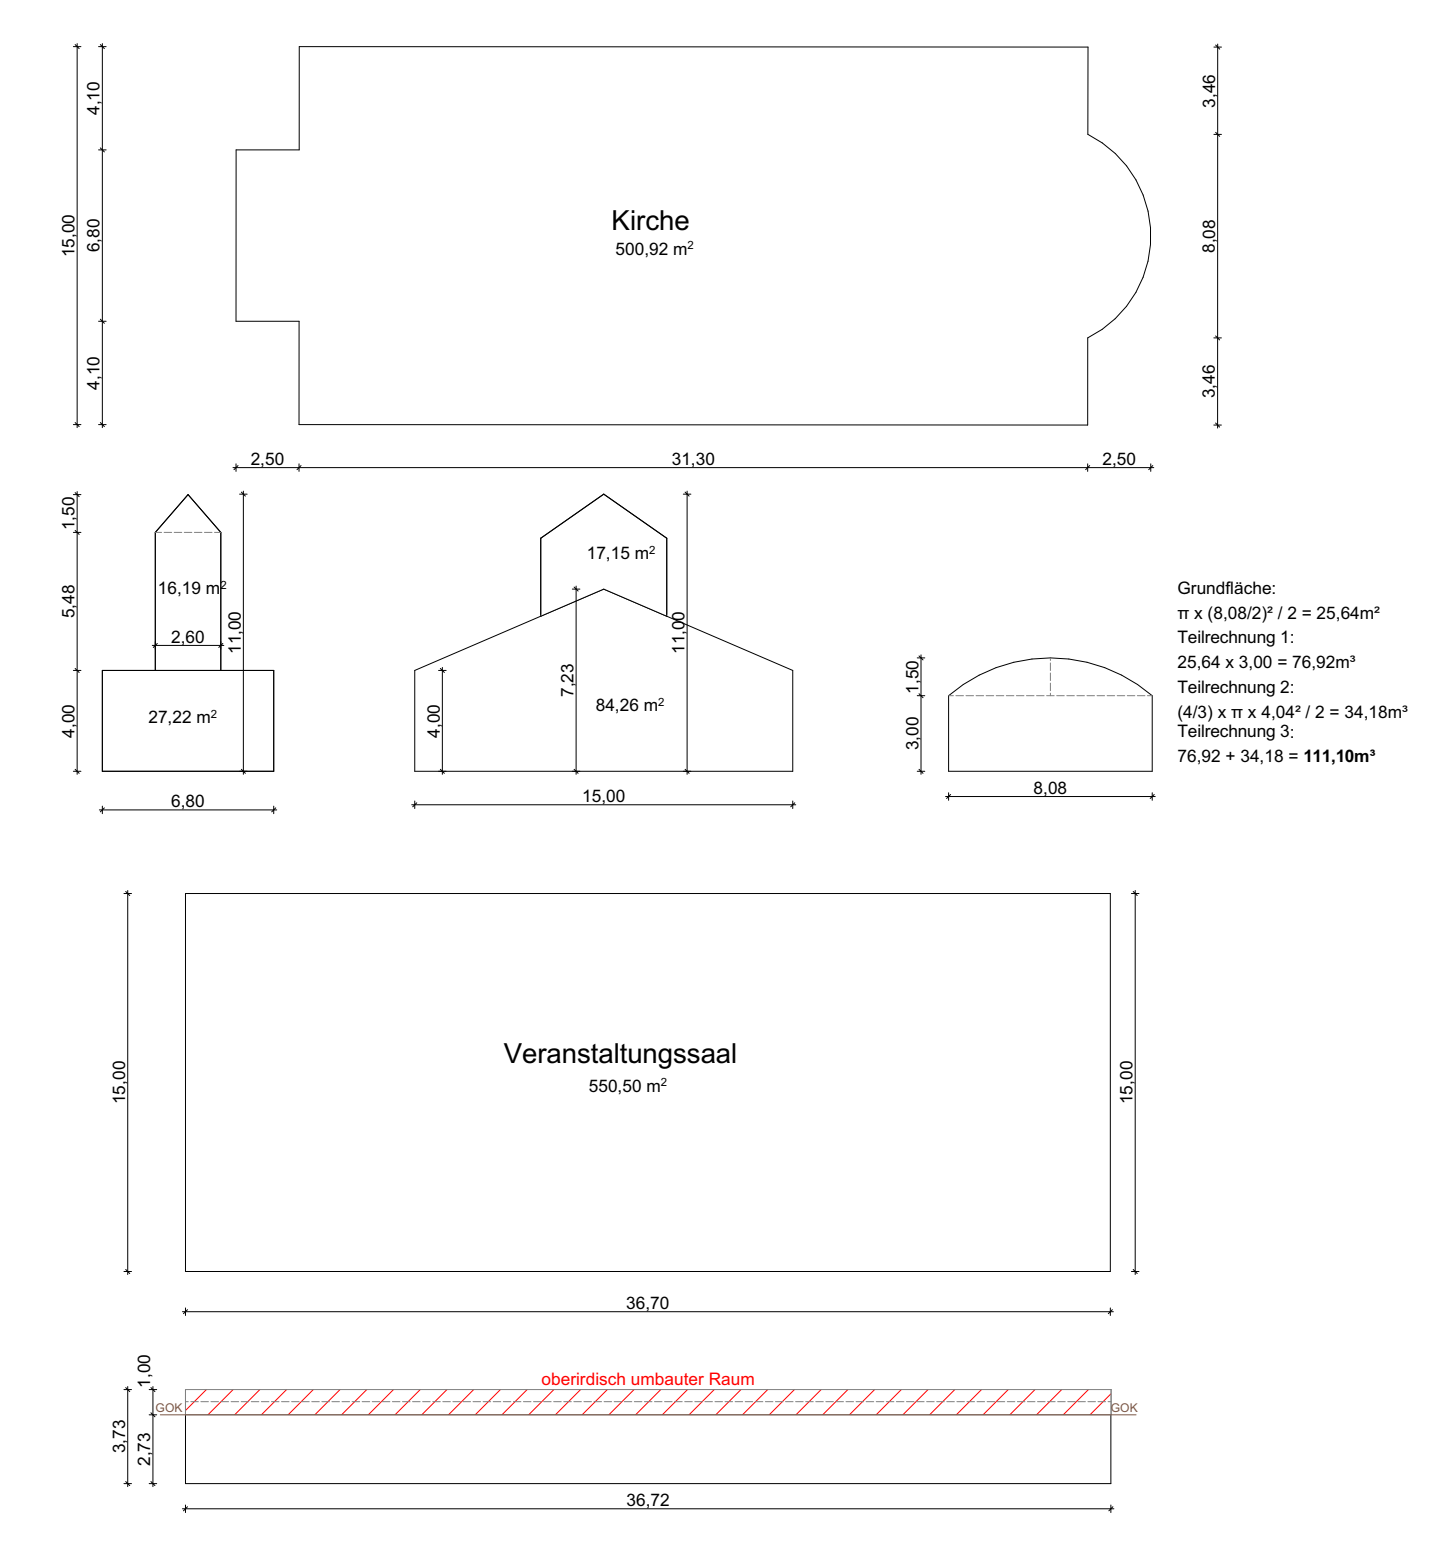 4,10
3,46
15,00
6,80
Kirche
500,92 m²
8,08
4,10
3,46
2,50
31,30
2,50
1,50
5,48
4,00
16,19 m²
2,60
11,00
27,22 m²
6,80
17,15 m²
11,00
7,23
4,00
84,26 m²
15,00
1,50
3,00
8,08
Grundfläche:
π x (8,08/2)² / 2 = 25,64m²
Teilrechnung 1:
25,64 x 3,00 = 76,92m³
Teilrechnung 2:
(4/3) x π x 4,04² / 2 = 34,18m³
Teilrechnung 3:
76,92 + 34,18 = 111,10m³
15,00
Veranstaltungssaal
550,50 m²
15,00
36,70
1,00
oberirdisch umbauter Raum
GOK
GOK
3,73
2,73
36,72